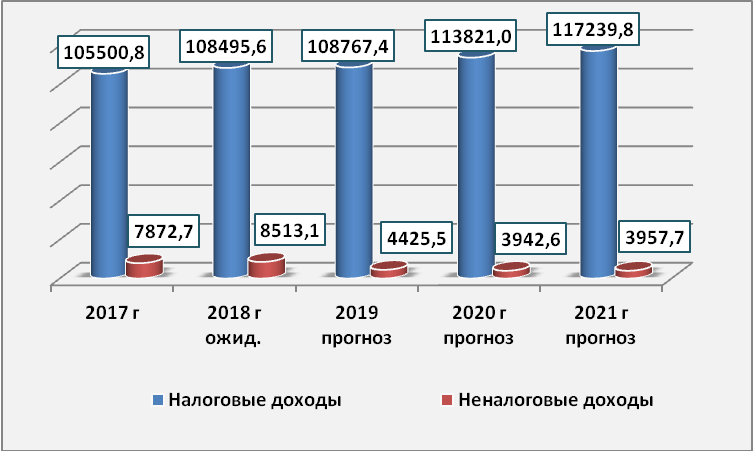 105500,8
108495,6
108767,4
113821,0
117239,8
7872,7
8513,1
4425,5
3942,6
3957,7
2017 г
2018 г
ожид.
2019
прогноз
2020 г
прогноз
2021 г
прогноз
Налоговые доходы
Неналоговые доходы